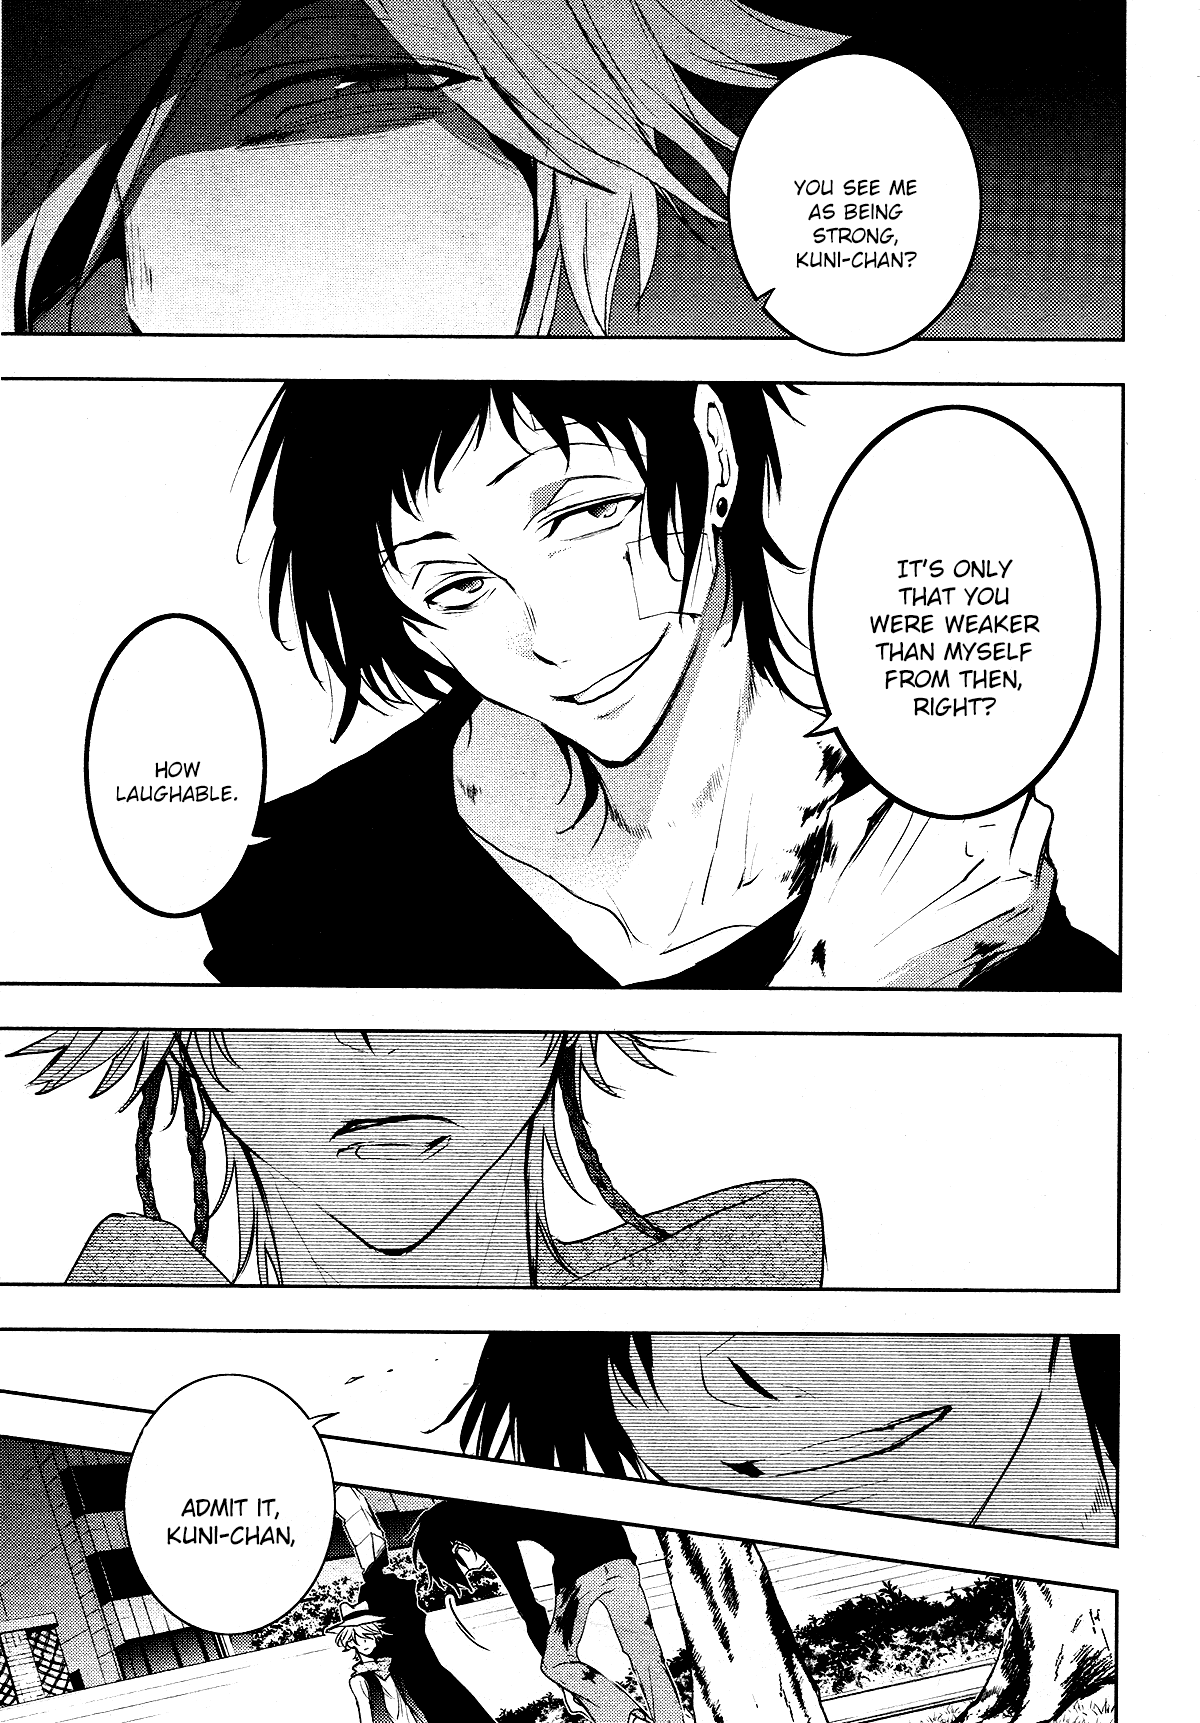 YOU SEE ME
AS BEING
STRONG,
KUNI-CHAN?
IT'S ONLY
THAT YOU
WERE WEAKER
THAN MYSELF
FROM THEN,
RIGHT?
HOW
LAUGHABLE.
ADMIT IT,
KUNI-CHAN,